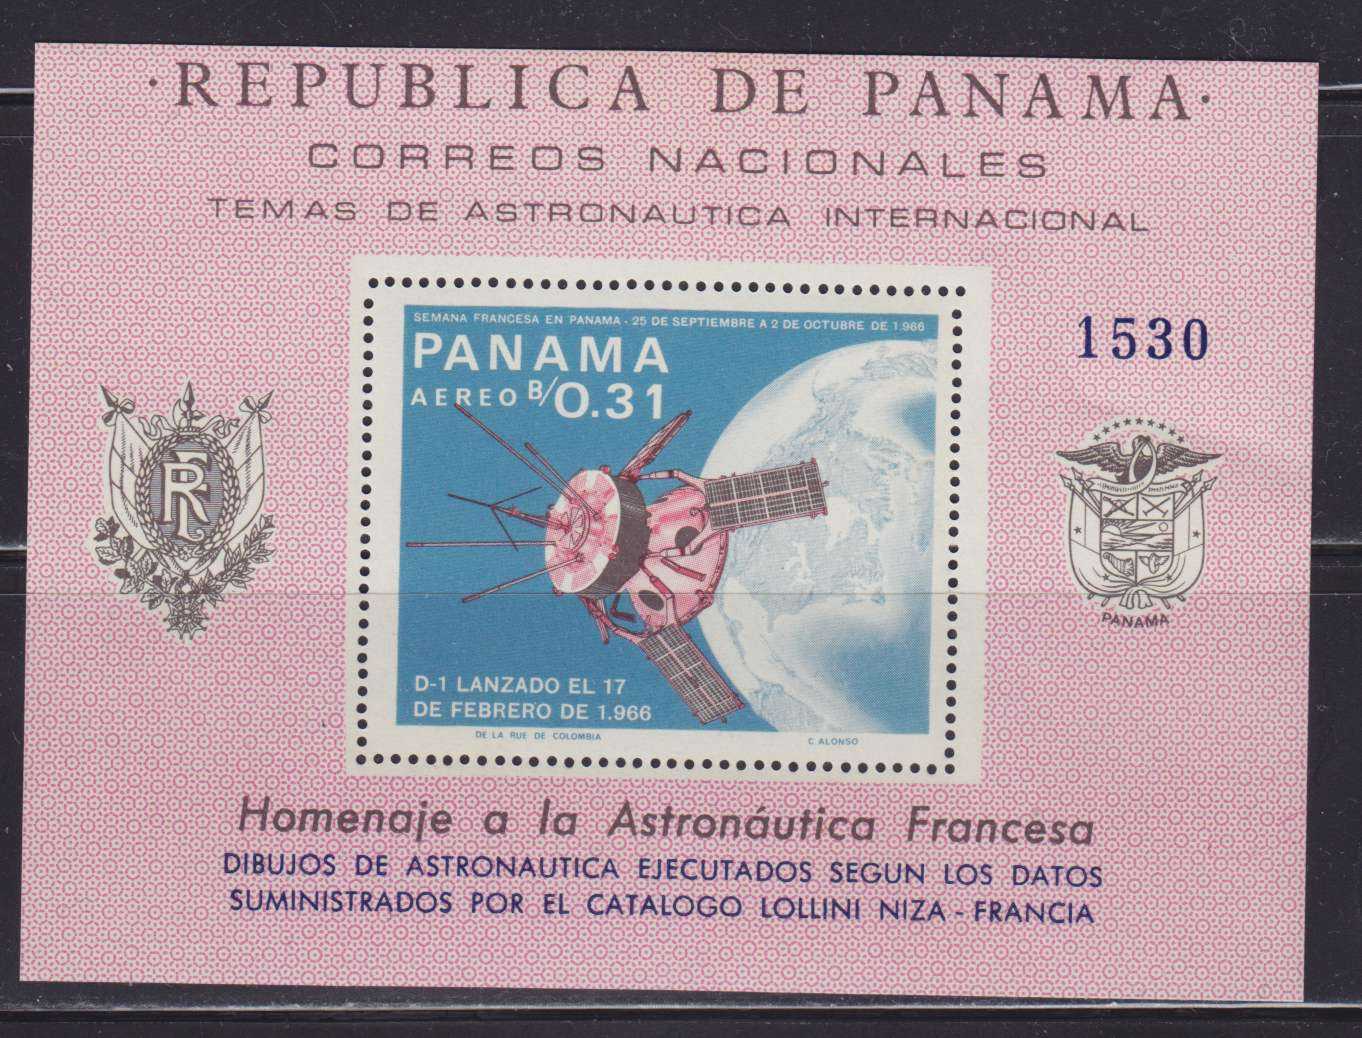 ·REPUBLICA DE PANAMA·
CORREOS NACIONALES
TEMAS DE ASTRONAUTICA INTERNACIONAL
SEMANA FRANCESA EN PANAMA - 25 DE SEPTIEMBRE A 2 DE OCTUBRE DE 1.966
PANAMA
AEREO B/0.31
1530
RF
PANAMA
D-1 LANZADO EL 17
DE FEBRERO DE 1.966
DE LA RUE DE COLOMBIA
C. ALONSO
Homenaje a la Astronáutica Francesa
DIBUJOS DE ASTRONAUTICA EJECUTADOS SEGUN LOS DATOS
SUMINISTRADOS POR EL CATALOGO LOLLINI NIZA - FRANCIA